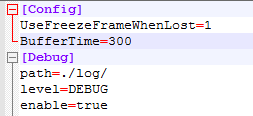 [Config]
UseFreezeFrameWhenLost=1
BufferTime=300
[Debug]
path=./log/
level=DEBUG
enable=true